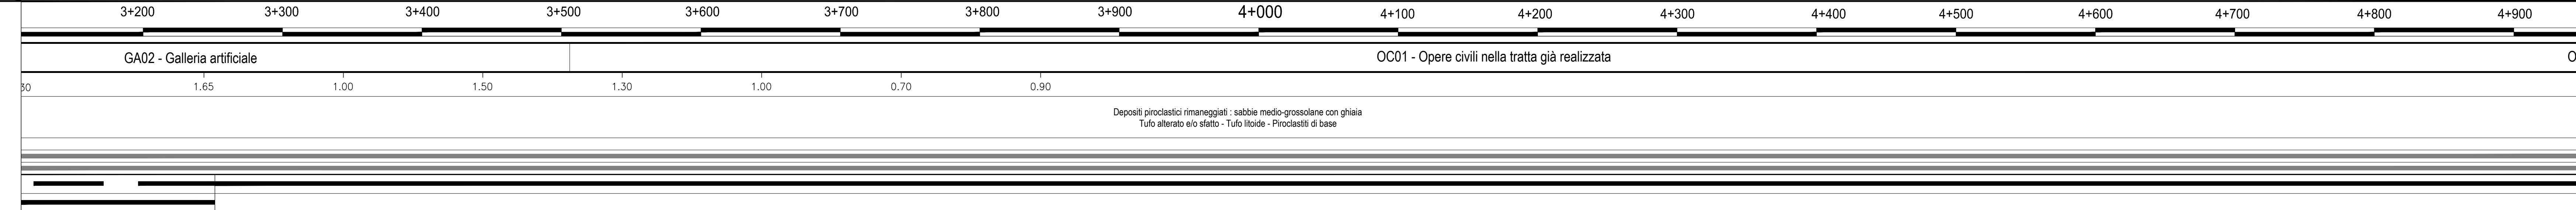 3+200 3+300 3+400 3+500 3+600 3+700 3+800 3+900 4+000 4+100 4+200 4+300 4+400 4+500 4+600 4+700 4+800 4+900
GA02 - Galleria artificiale OC01 - Opere civili nella tratta già realizzata
1.65 1.00 1.50 1.30 1.00 0.70 0.90
Depositi piroclastici rimaneggiati : sabbie medio-grossolane con ghiaia
Tufo alterato e/o sfatto - Tufo litoide - Piroclastiti di base